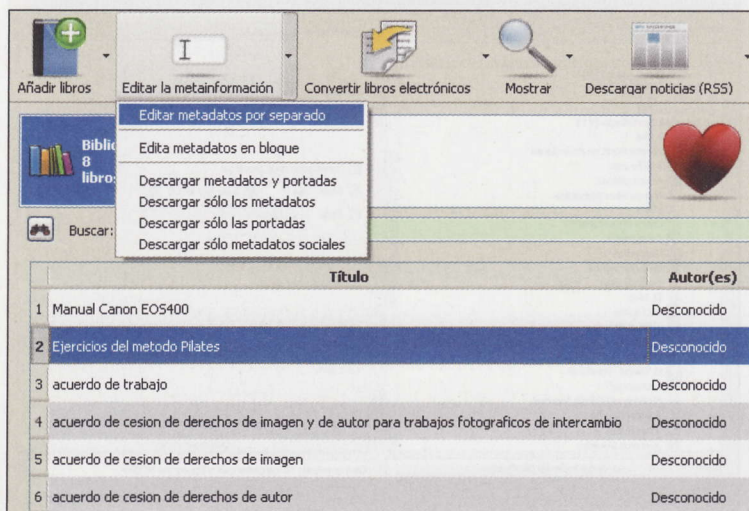 Añadir libros
Editar la metainformación
Convertir libros electrónicos
Mostrar
Descargar noticias (RSS)
Editar metadatos por separado
Edita metadatos en bloque
Descargar metadatos y portadas
Descargar sólo los metadatos
Descargar sólo las portadas
Descargar sólo metadatos sociales
8
Buscar:
Título
Autor(es)
1 Manual Canon EOS400 Desconocido
2 Ejercicios del metodo Pilates Desconocido
3 acuerdo de trabajo Desconocido
4 acuerdo de cesion de derechos de imagen y de autor para trabajos fotograficos de intercambio Desconocido
5 acuerdo de cesion de derechos de imagen Desconocido
6 acuerdo de cesion de derechos de autor Desconocido